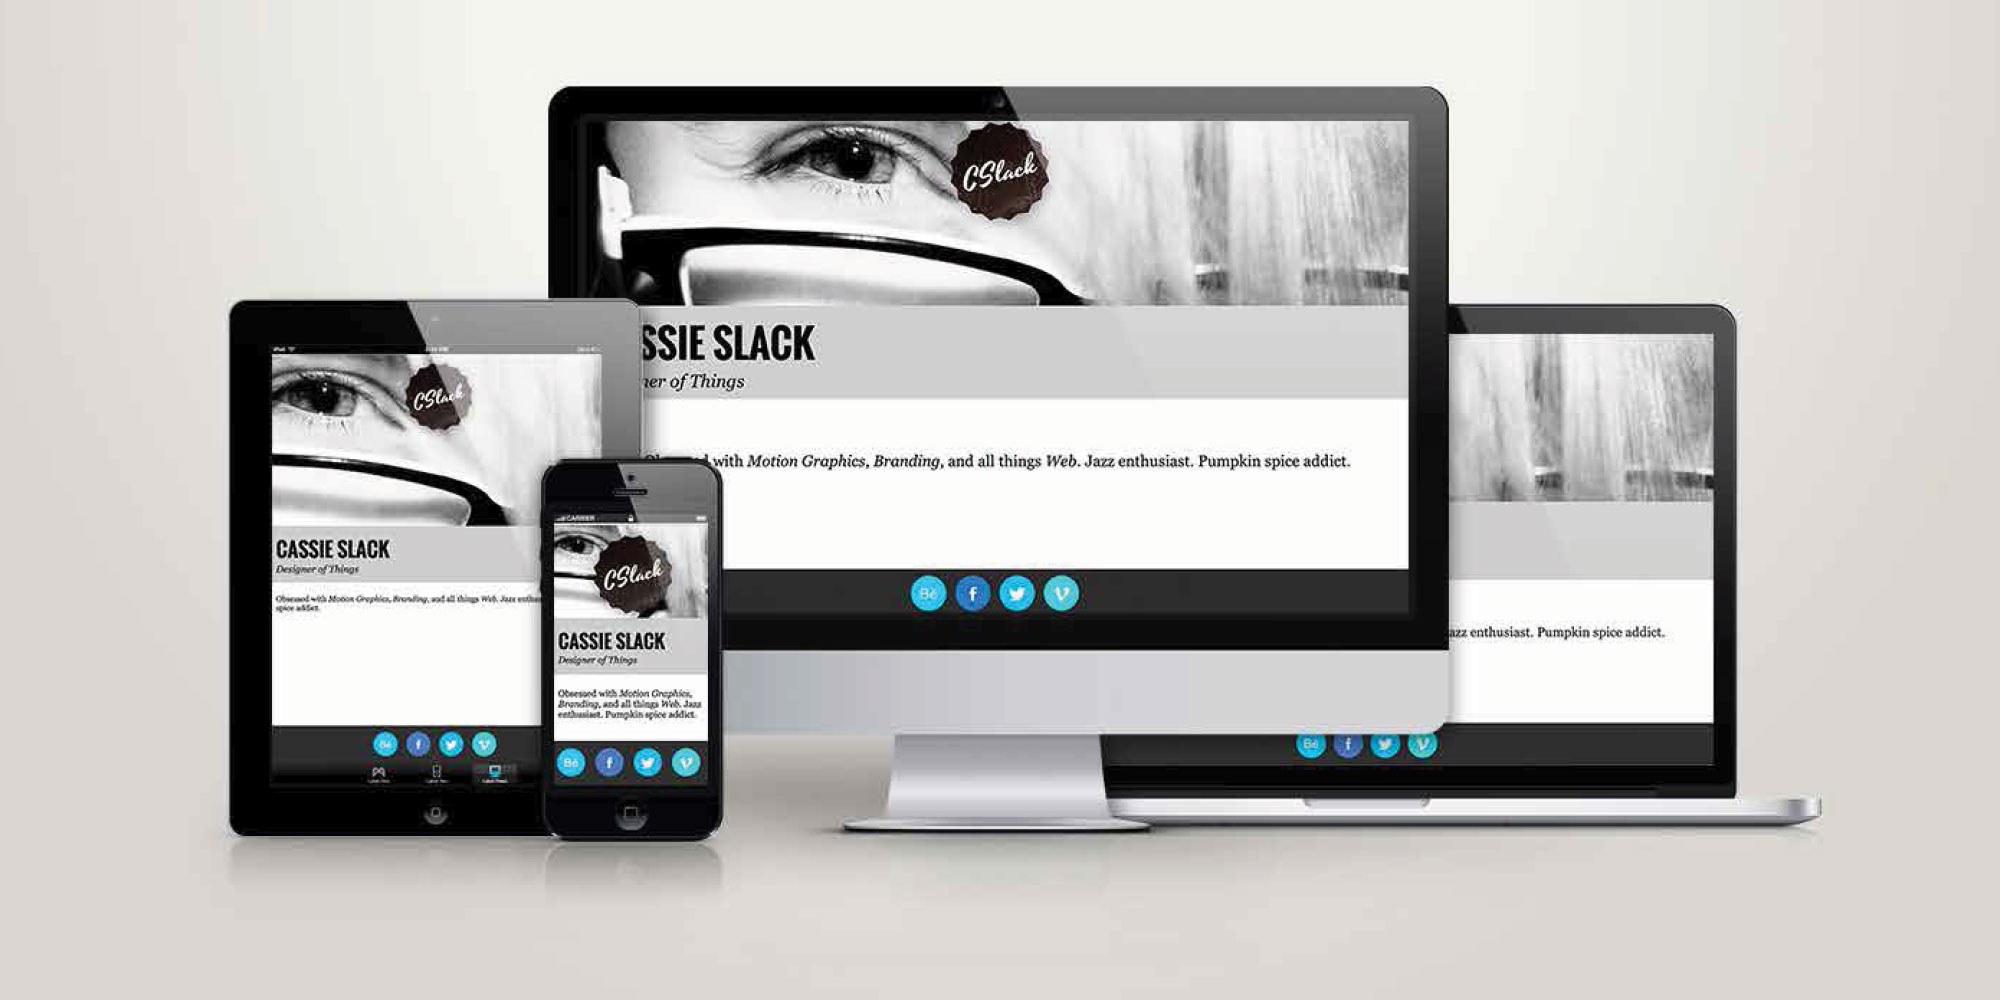 CSlack
SSIE SLACK
ner of Things
Obsessed with Motion Graphics, Branding, and all things Web. Jazz enthusiast. Pumpkin spice addict.
Bē
f
CSlack
CASSIE SLACK
Designer of Things
Obsessed with Motion Graphics, Branding, and all things Web. Jazz enthus
spice addict.
Bē
f
CARRIER
CSlack
CASSIE SLACK
Designer of Things
Obsessed with Motion Graphics,
Branding, and all things Web. Jazz
enthusiast. Pumpkin spice addict.
Bē
f
azz enthusiast. Pumpkin spice addict.
Bē
f